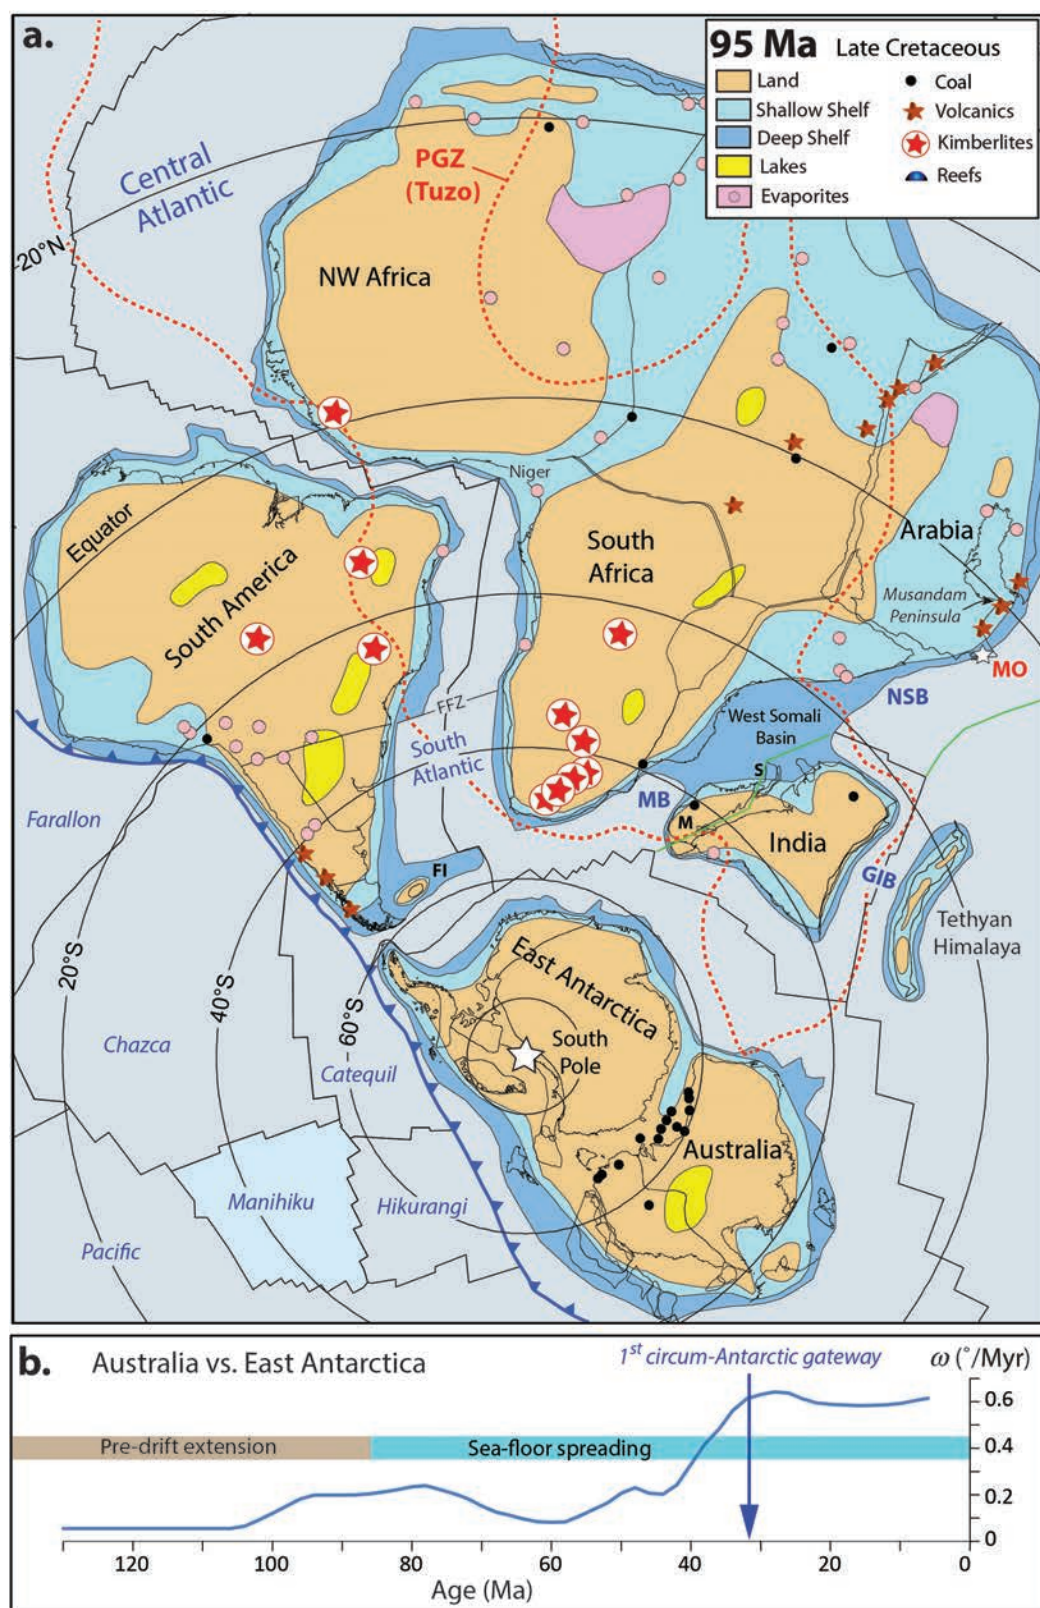 a.
95 Ma Late Cretaceous
Land
Shallow Shelf
Deep Shelf
Lakes
Evaporites
Coal
Volcanics
Kimberlites
Reefs
Central
Atlantic
20°N
PGZ
(Tuzo)
NW Africa
Niger
Equator
South America
South
Africa
Arabia
Musandam
Peninsula
MO
NSB
West Somali
Basin
FFZ
South
Atlantic
S
MB
M
India
GIB
Farallon
FI
Tethyan
Himalaya
East Antarctica
20°S
40°S
60°S
South
Pole
Chazca
Catequil
Australia
Manihiku
Hikurangi
Pacific
b.
Australia vs. East Antarctica
1st circum-Antarctic gateway
ω (°/Myr)
Pre-drift extension
Sea-floor spreading
0.6
0.4
0.2
0
120 100 80 60 40 20 0
Age (Ma)